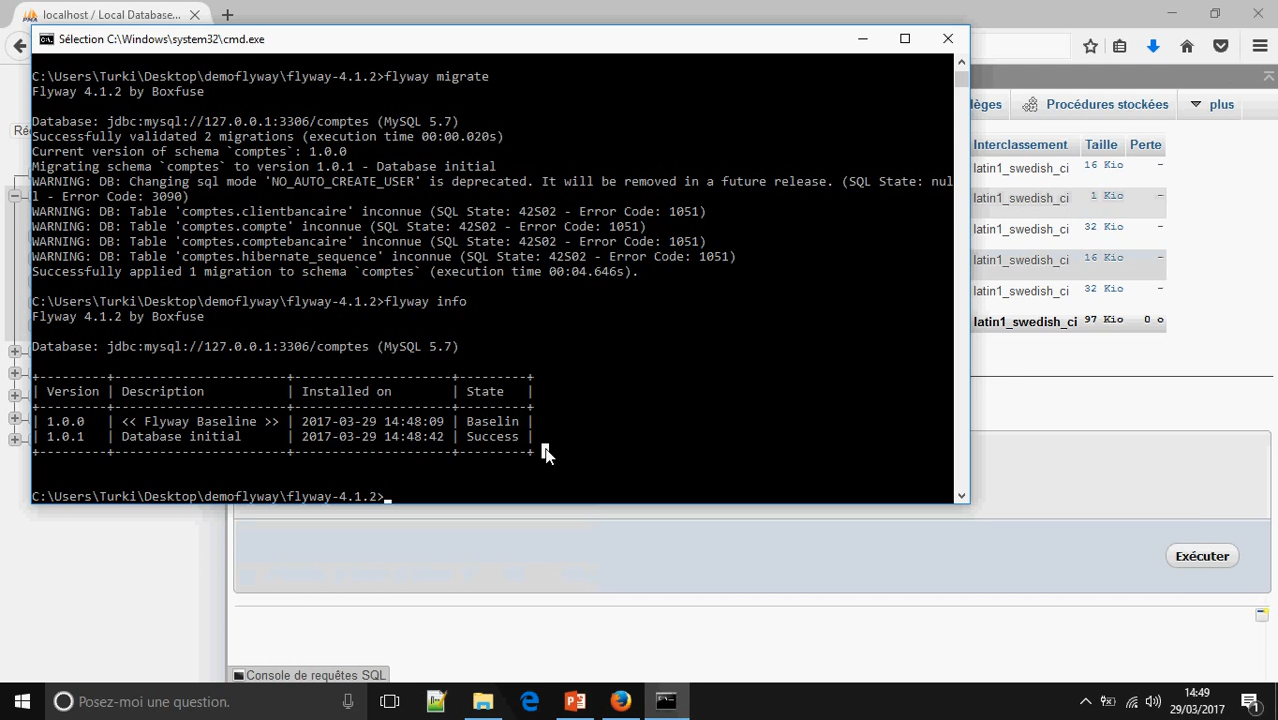 localhost / Local Database...
Sélection C:\Windows\system32\cmd.exe
C:\Users\Turki\Desktop\demoflyway\flyway-4.1.2>flyway migrate
Flyway 4.1.2 by Boxfuse
Database: jdbc:mysql://127.0.0.1:3306/comptes (MySQL 5.7)
Successfully validated 2 migrations (execution time 00:00.020s)
Current version of schema `comptes`: 1.0.0
Migrating schema `comptes` to version 1.0.1 - Database initial
WARNING: DB: Changing sql mode 'NO_AUTO_CREATE_USER' is deprecated. It will be removed in a future release. (SQL State: nul
l - Error Code: 3090)
WARNING: DB: Table 'comptes.clientbancaire' inconnue (SQL State: 42S02 - Error Code: 1051)
WARNING: DB: Table 'comptes.compte' inconnue (SQL State: 42S02 - Error Code: 1051)
WARNING: DB: Table 'comptes.comptebancaire' inconnue (SQL State: 42S02 - Error Code: 1051)
WARNING: DB: Table 'comptes.hibernate_sequence' inconnue (SQL State: 42S02 - Error Code: 1051)
Successfully applied 1 migration to schema `comptes` (execution time 00:04.646s).
C:\Users\Turki\Desktop\demoflyway\flyway-4.1.2>flyway info
Flyway 4.1.2 by Boxfuse
Database: jdbc:mysql://127.0.0.1:3306/comptes (MySQL 5.7)
+---------+------------------------+---------------------+---------+
| Version | Description | Installed on | State |
+---------+------------------------+---------------------+---------+
| 1.0.0 | << Flyway Baseline >> | 2017-03-29 14:48:09 | Baselin |
| 1.0.1 | Database initial | 2017-03-29 14:48:42 | Success |
+---------+------------------------+---------------------+---------+
C:\Users\Turki\Desktop\demoflyway\flyway-4.1.2>
Ré
lèges Procédures stockées plus
Interclassement Taille Perte
latin1_swedish_ci 16 Kio -
latin1_swedish_ci 1 Kio -
latin1_swedish_ci 32 Kio -
latin1_swedish_ci 16 Kio -
latin1_swedish_ci 32 Kio -
latin1_swedish_ci 97 Kio 0 o
Exécuter
Console de requêtes SQL
Posez-moi une question.
14:49
29/03/2017